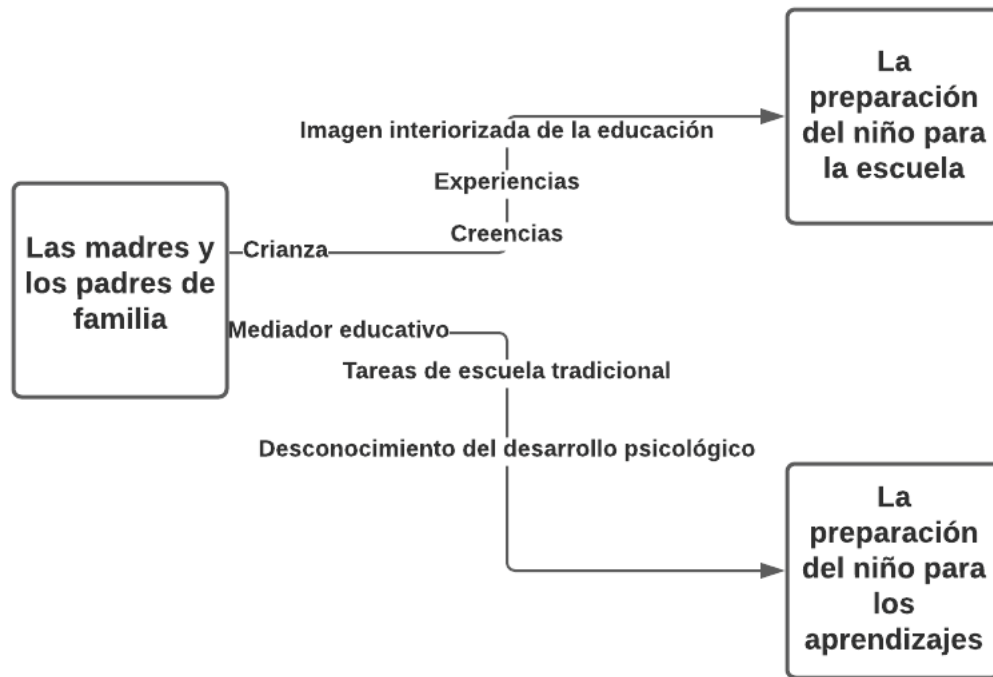 Las madres y
los padres de
familia
Crianza
Creencias
Experiencias
Imagen interiorizada de la educación
La
preparación
del niño para
la escuela
Mediador educativo
Tareas de escuela tradicional
Desconocimiento del desarrollo psicológico
La
preparación
del niño para
los
aprendizajes